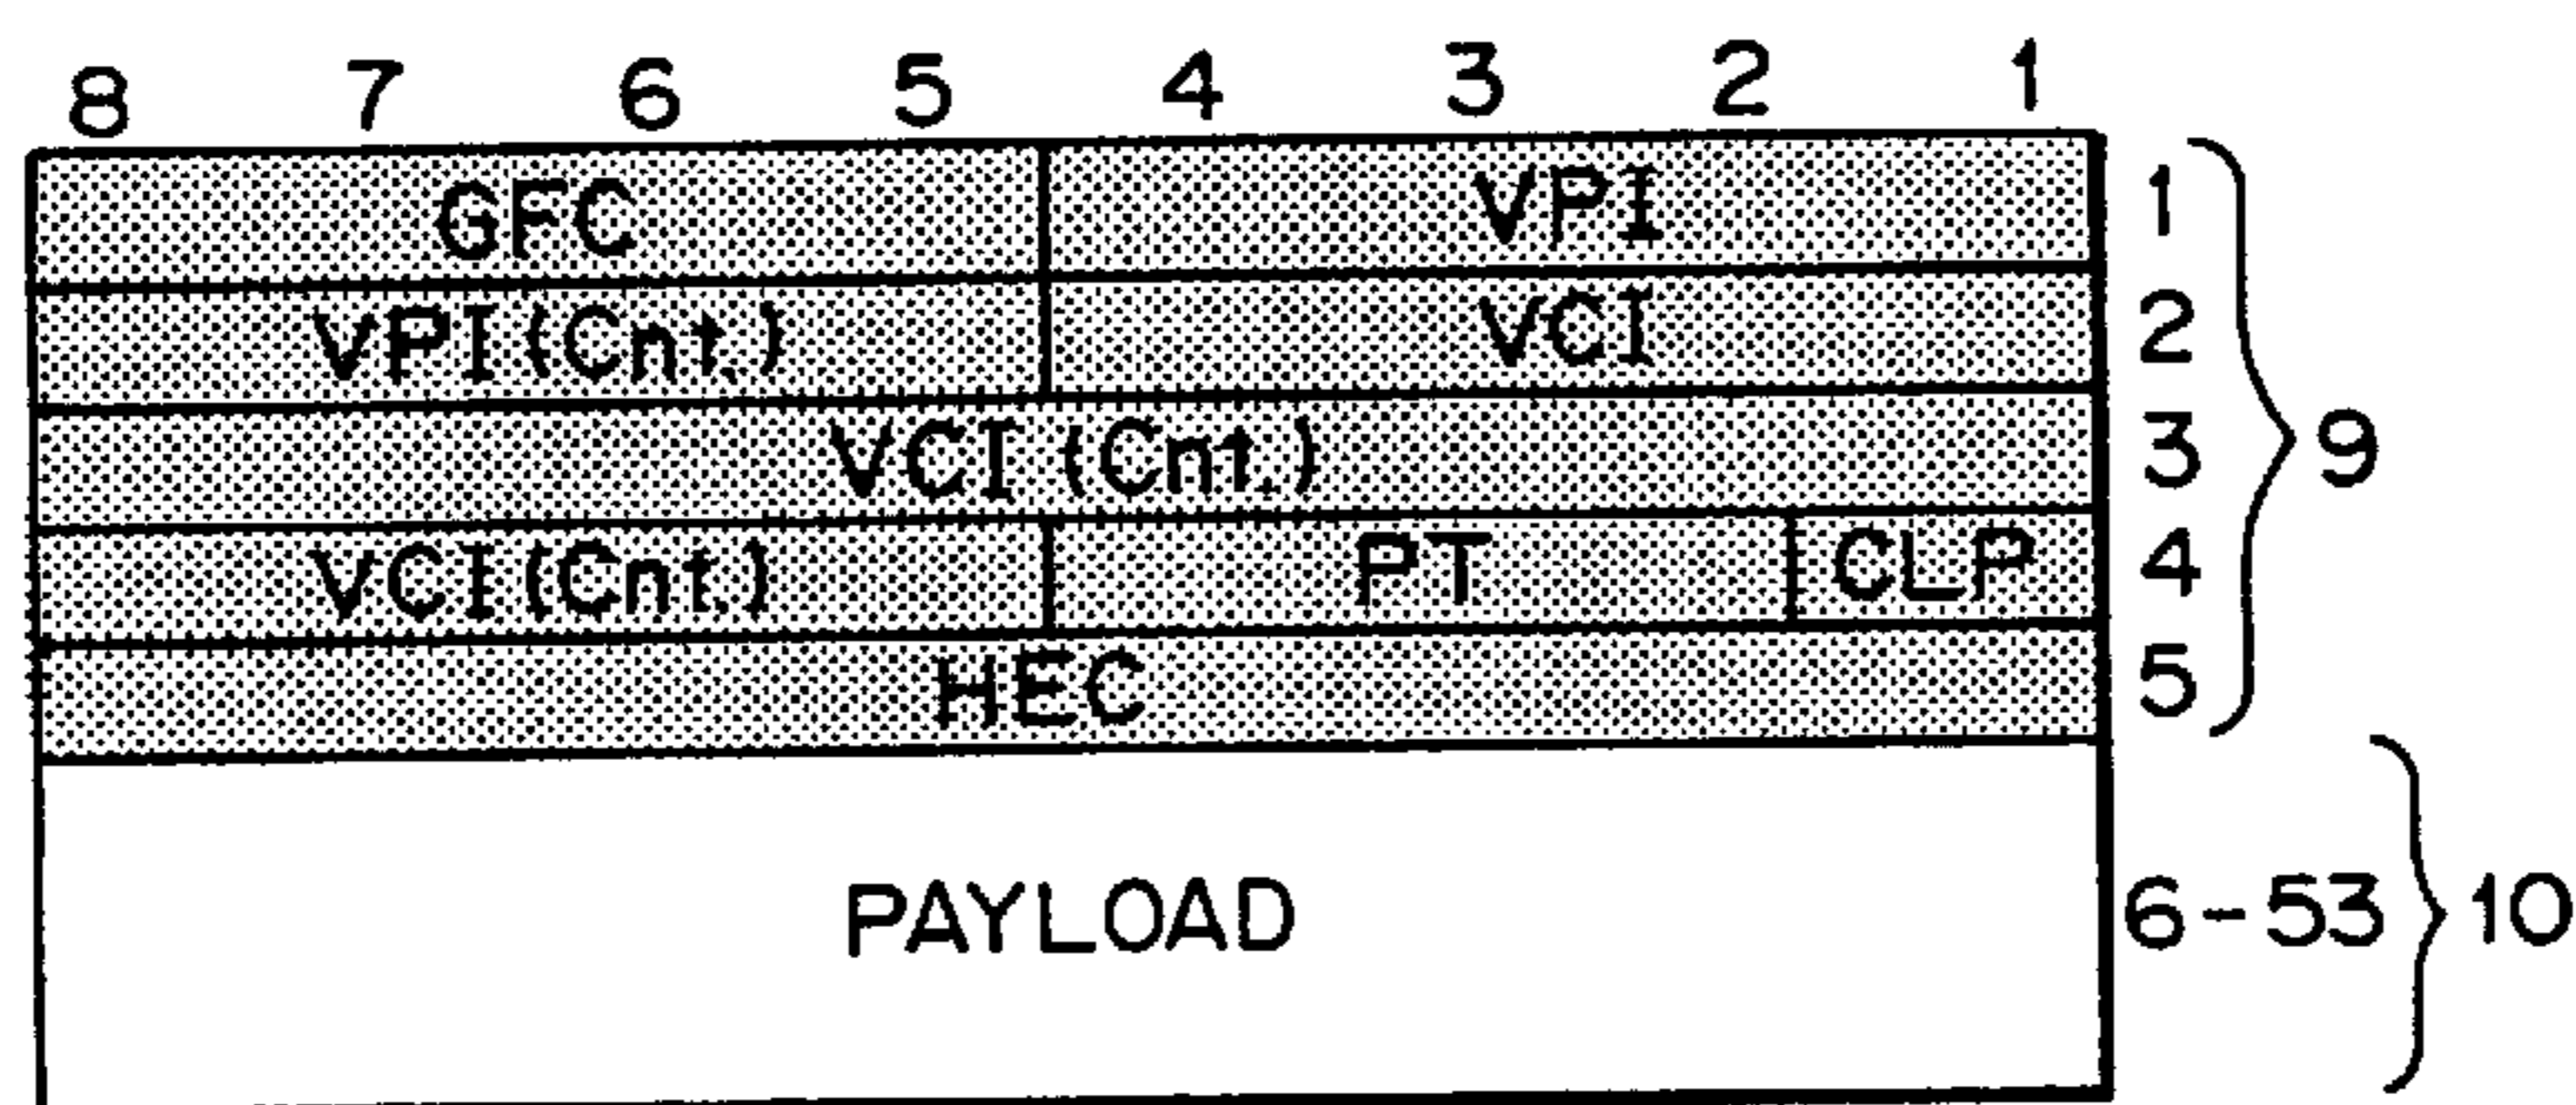 8 7 6 5 4 3 2 1
GFC VPI 1
VPI (Cnt.) VCI 2
VCI (Cnt.) 3 9
VCI (Cnt.) PT CLP 4
HEC 5
PAYLOAD 6-53 10